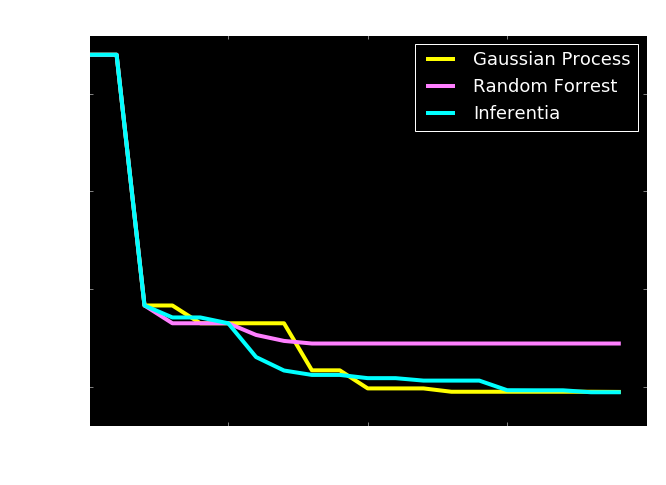 Gaussian Process
Random Forrest
Inferentia